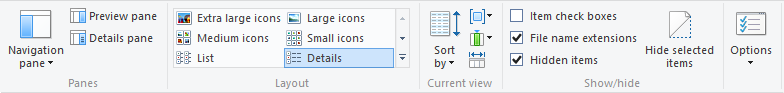 Navigation
pane
Preview pane
Details pane
Panes
Extra large icons
Large icons
Medium icons
Small icons
List
Details
Layout
Sort
by
Current view
Item check boxes
File name extensions
Hidden items
Hide selected
items
Show/hide
Options